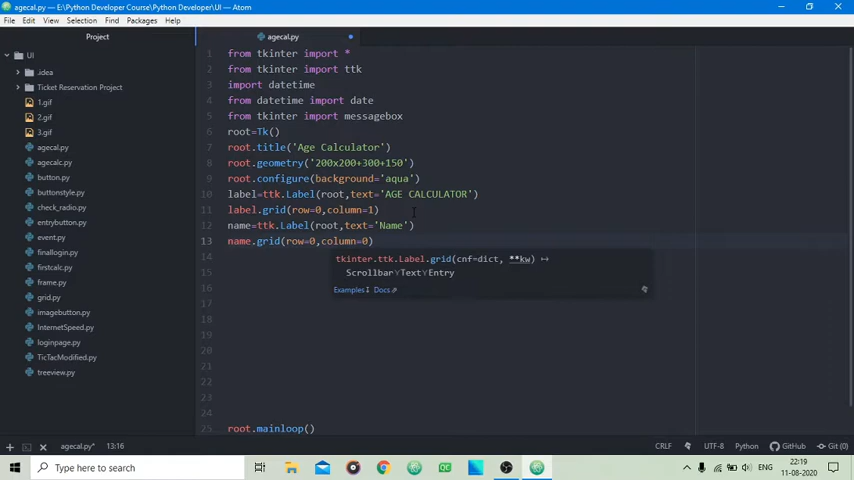 agecal.py — E:\Python Developer Course\Python Developer\UI — Atom
File Edit View Selection Find Packages Help
Project
agecal.py
UI
.idea
Ticket Reservation Project
1.gif
2.gif
3.gif
agecal.py
agecalc.py
button.py
buttonstyle.py
check_radio.py
entrybutton.py
event.py
finallogin.py
firstcalc.py
frame.py
grid.py
imagebutton.py
InternetSpeed.py
loginpage.py
TicTacModified.py
treeview.py
1 from tkinter import *
2 from tkinter import ttk
3 import datetime
4 from datetime import date
5 from tkinter import messagebox
6 root=Tk()
7 root.title('Age Calculator')
8 root.geometry('200x200+300+150')
9 root.configure(background='aqua')
10 label=ttk.Label(root,text='AGE CALCULATOR')
11 label.grid(row=0,column=1)
12 name=ttk.Label(root,text='Name')
13 name.grid(row=0,column=0)
14
tkinter.ttk.Label.grid(cnf=dict, **kw) ↦
15
Scrollbar⋎Text⋎Entry
16
Examples↧ Docs⇗
17
18
19
20
21
22
23
24
root.mainloop()
agecal.py* 13:16 CRLF UTF-8 Python GitHub Git (0)
Type here to search
ENG
22:19
11-08-2020